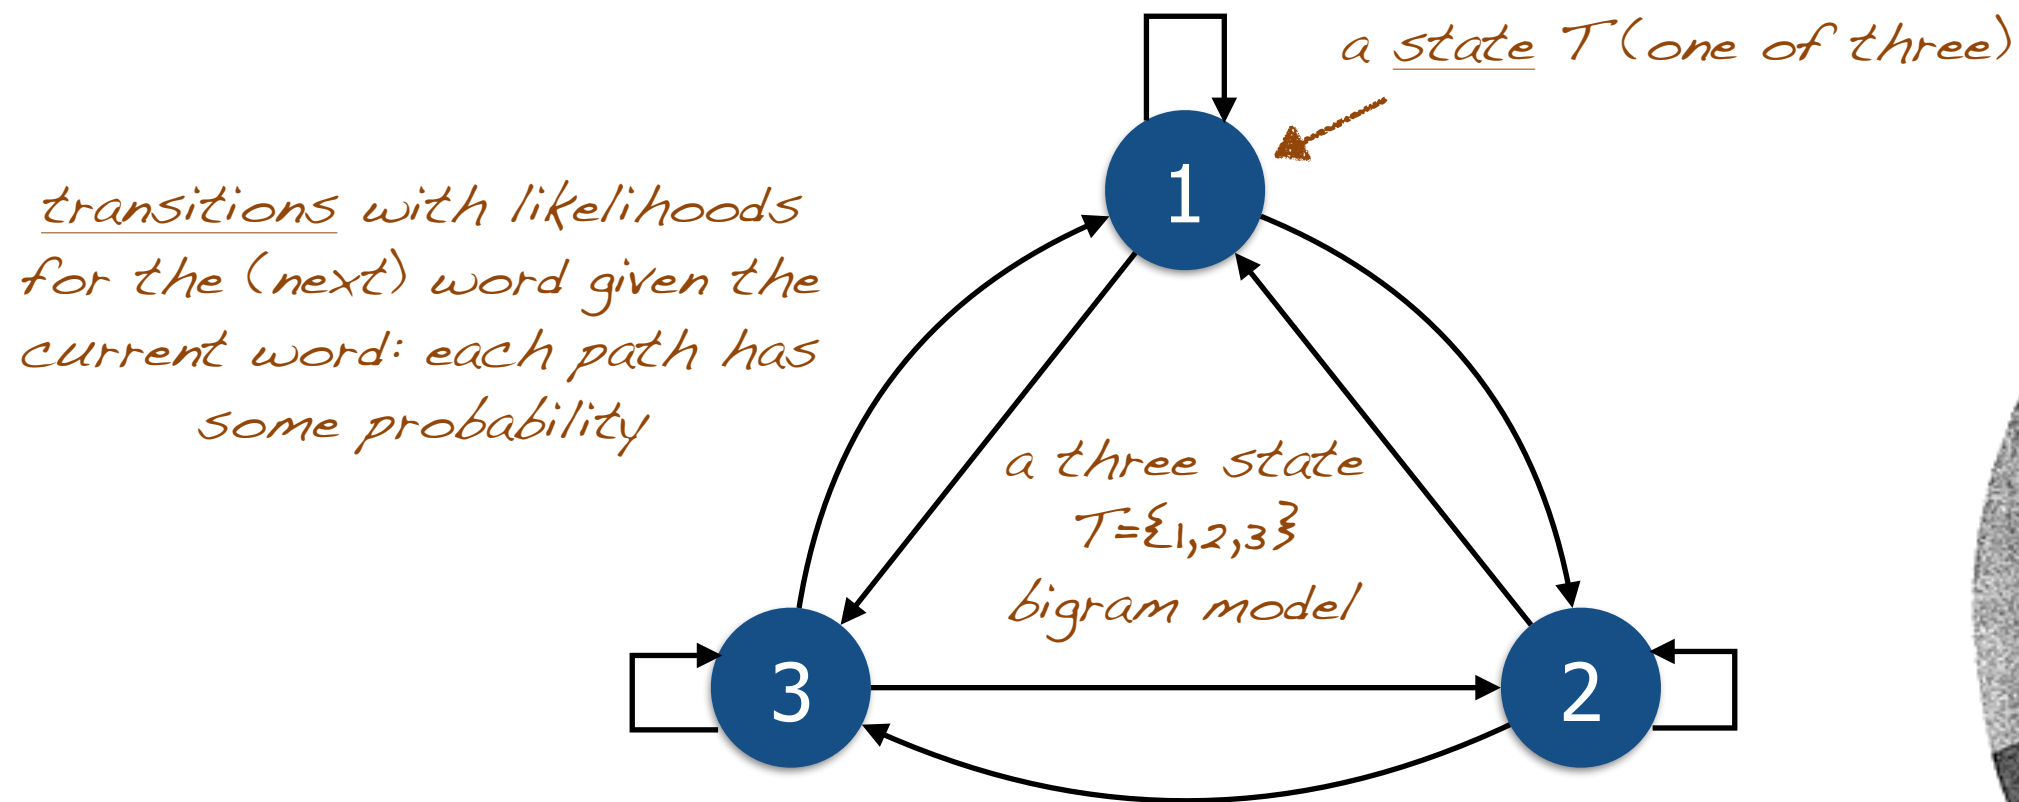 a state T (one of three)
1
transitions with likelihoods
for the (next) word given the
current word: each path has
some probability
a three state
T={1,2,3}
bigram model
3
2